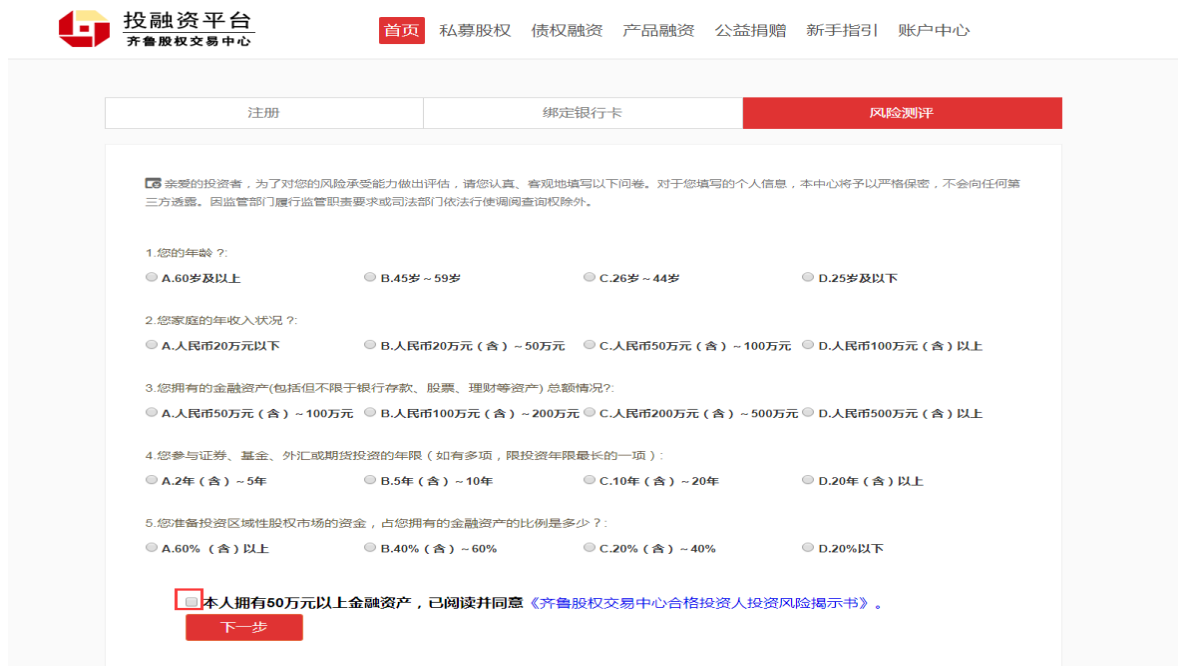 投融资平台
齐鲁股权交易中心
首页 私募股权 债权融资 产品融资 公益捐赠 新手指引 账户中心
注册 绑定银行卡 风险测评
亲爱的投资者，为了对您的风险承受能力做出评估，请您认真、客观地填写以下问卷。对于您填写的个人信息，本中心将予以严格保密，不会向任何第
三方透露。因监管部门履行监管职责要求或司法部门依法行使调阅查询权除外。
1.您的年龄？:
A.60岁及以上 B.45岁～59岁 C.26岁～44岁 D.25岁及以下
2.您家庭的年收入状况？:
A.人民币20万元以下 B.人民币20万元（含）～50万元 C.人民币50万元（含）～100万元 D.人民币100万元（含）以上
3.您拥有的金融资产(包括但不限于银行存款、股票、理财等资产) 总额情况?:
A.人民币50万元（含）～100万元 B.人民币100万元（含）～200万元 C.人民币200万元（含）～500万元 D.人民币500万元（含）以上
4.您参与证券、基金、外汇或期货投资的年限（如有多项，限投资年限最长的一项）:
A.2年（含）～5年 B.5年（含）～10年 C.10年（含）～20年 D.20年（含）以上
5.您准备投资区域性股权市场的资金，占您拥有的金融资产的比例是多少？:
A.60% （含）以上 B.40%（含）～60% C.20%（含）～40% D.20%以下
本人拥有50万元以上金融资产，已阅读并同意《齐鲁股权交易中心合格投资人投资风险揭示书》。
下一步